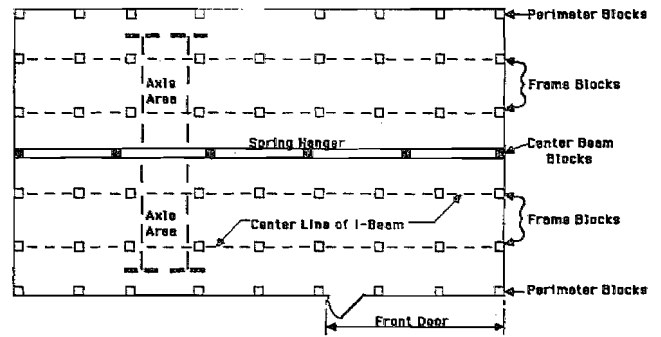 Perimeter Blocks
Axle
Area
Frame Blocks
Spring Hanger
Center Beam
Blocks
Axle
Area
Center Line of I-Beam
Frame Blocks
Perimeter Blocks
Front Door